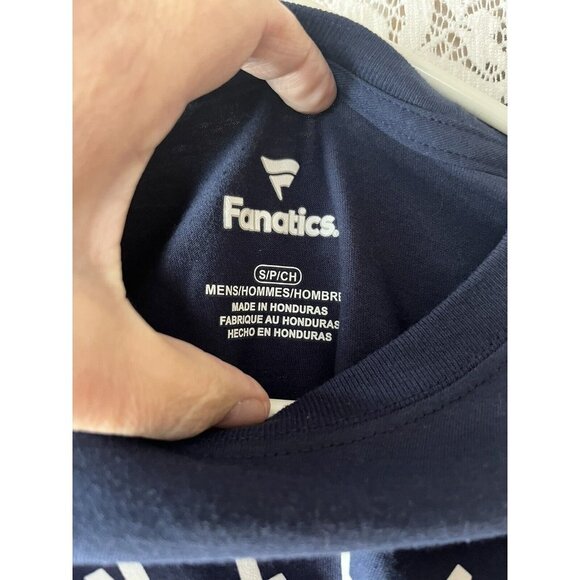 Fanatics.
S/P/CH
MENS/HOMMES/HOMBRE
MADE IN HONDURAS
FABRIQUE AU HONDURAS
HECHO EN HONDURAS